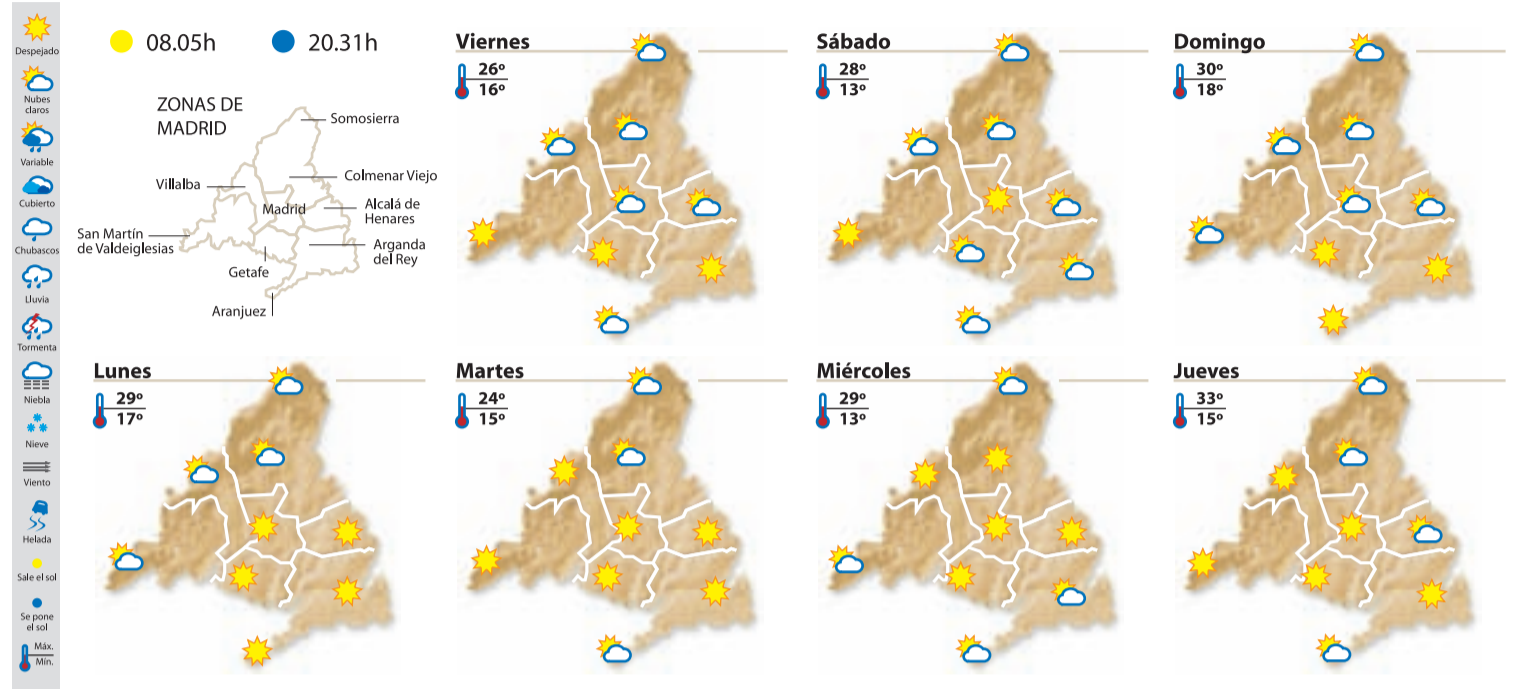 Despejado
Nubes
claros
Variable
Cubierto
Chubascos
Lluvia
Tormenta
Niebla
Nieve
Viento
Helada
Sale el sol
Se pone
el sol
Máx.
Mín.
08.05h
20.31h
ZONAS DE
MADRID
Somosierra
Colmenar Viejo
Villalba
Madrid
Alcalá de
Henares
San Martín
de Valdeiglesias
Arganda
del Rey
Getafe
Aranjuez
Viernes
26º
16º
Sábado
28º
13º
Domingo
30º
18º
Lunes
29º
17º
Martes
24º
15º
Miércoles
29º
13º
Jueves
33º
15º